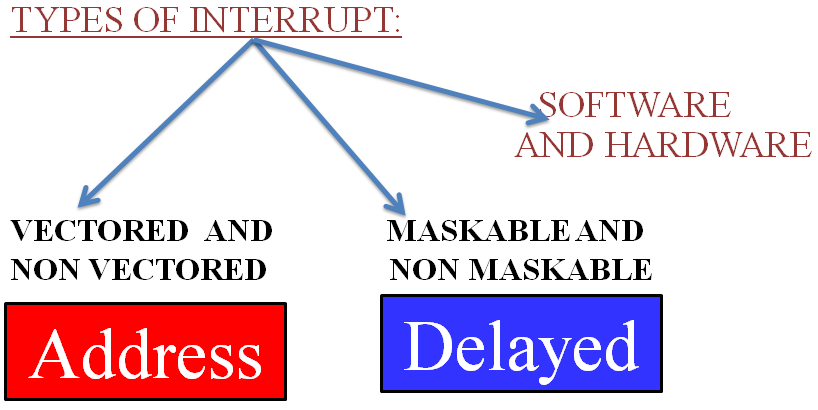 TYPES OF INTERRUPT:
SOFTWARE
AND HARDWARE
VECTORED AND
NON VECTORED
MASKABLE AND
NON MASKABLE
Address
Delayed